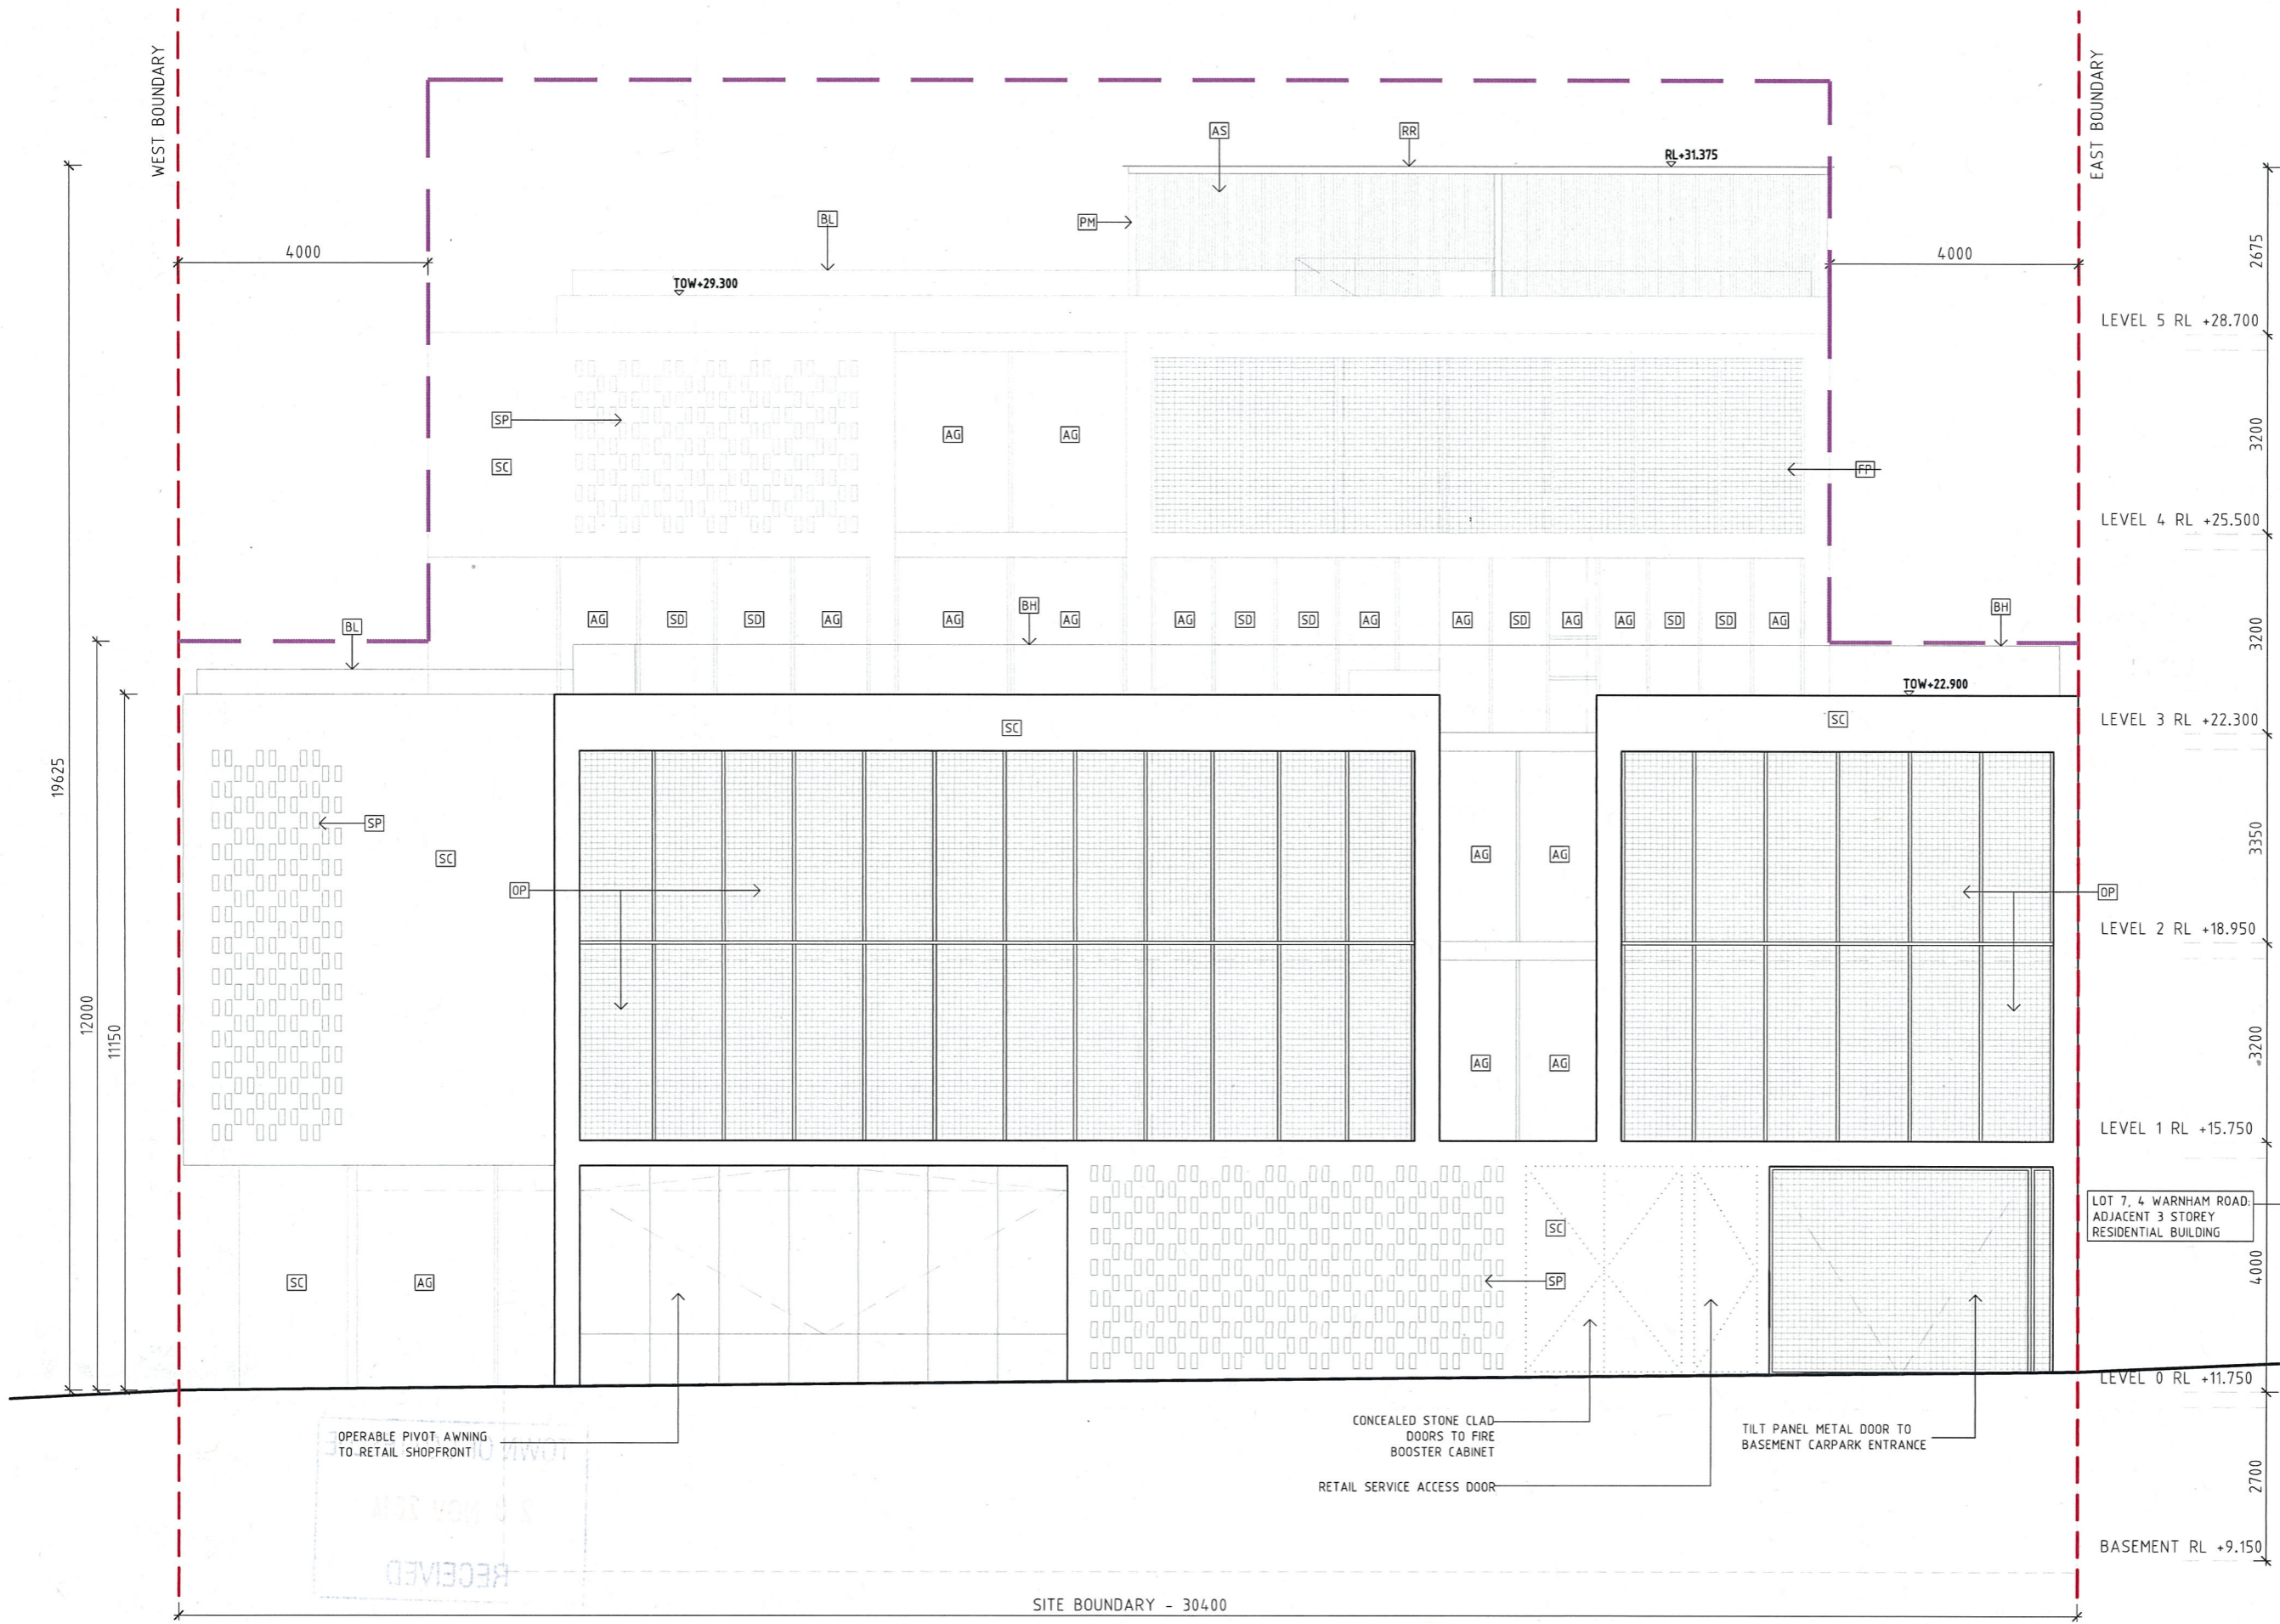 WEST BOUNDARY
EAST BOUNDARY
AS
RR
RL+31.375
BL
PM
4000
4000
2675
TOW+29.300
LEVEL 5 RL +28.700
SP
AG
AG
3200
SC
FP
LEVEL 4 RL +25.500
BL
AG
SD
SD
AG
AG
BH
AG
AG
SD
SD
AG
AG
SD
AG
AG
SD
SD
AG
BH
3200
TOW+22.900
SC
SC
LEVEL 3 RL +22.300
19625
SP
SC
AG
AG
3350
OP
OP
LEVEL 2 RL +18.950
12000
11150
AG
AG
3200
LEVEL 1 RL +15.750
LOT 7, 4 WARNHAM ROAD:
ADJACENT 3 STOREY
RESIDENTIAL BUILDING
SC
SC
AG
SP
4000
LEVEL 0 RL +11.750
OPERABLE PIVOT AWNING
TO RETAIL SHOPFRONT
CONCEALED STONE CLAD
DOORS TO FIRE
BOOSTER CABINET
TILT PANEL METAL DOOR TO
BASEMENT CARPARK ENTRANCE
RETAIL SERVICE ACCESS DOOR
2700
RECEIVED
BASEMENT RL +9.150
SITE BOUNDARY - 30400